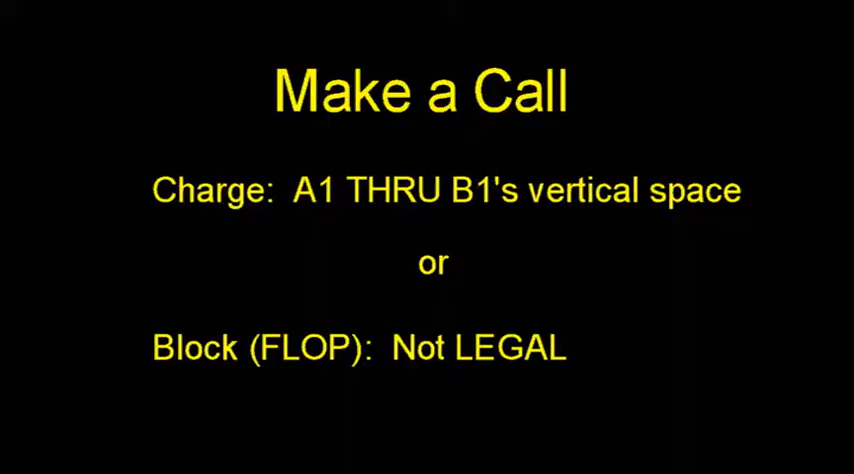 Make a Call
Charge: A1 THRU B1's vertical space
or
Block (FLOP): Not LEGAL